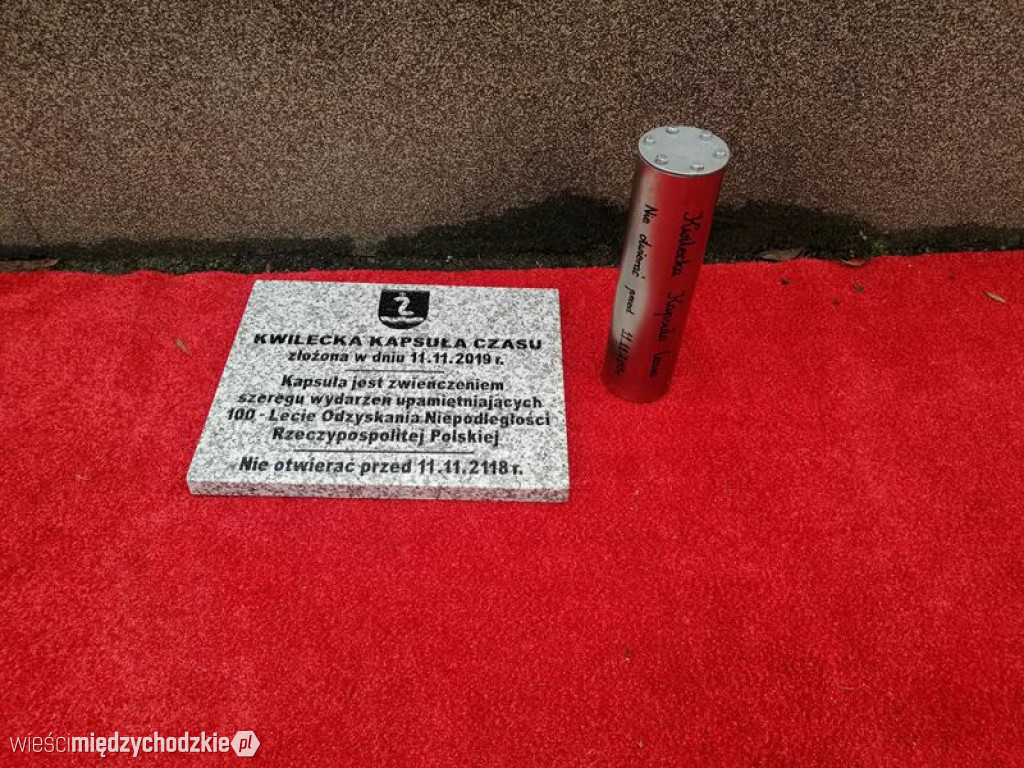 KWILECKA KAPSUŁA CZASU
złożona w dniu 11.11.2019 r.
Kapsuła jest zwieńczeniem
szeregu wydarzeń upamiętniających
100 - Lecie Odzyskania Niepodległości
Rzeczypospolitej Polskiej
Nie otwierać przed 11.11.2118 r.
Kwilecka Kapsuła Czasu
Nie otwierać przed
wieścimiędzychodzkie.pl